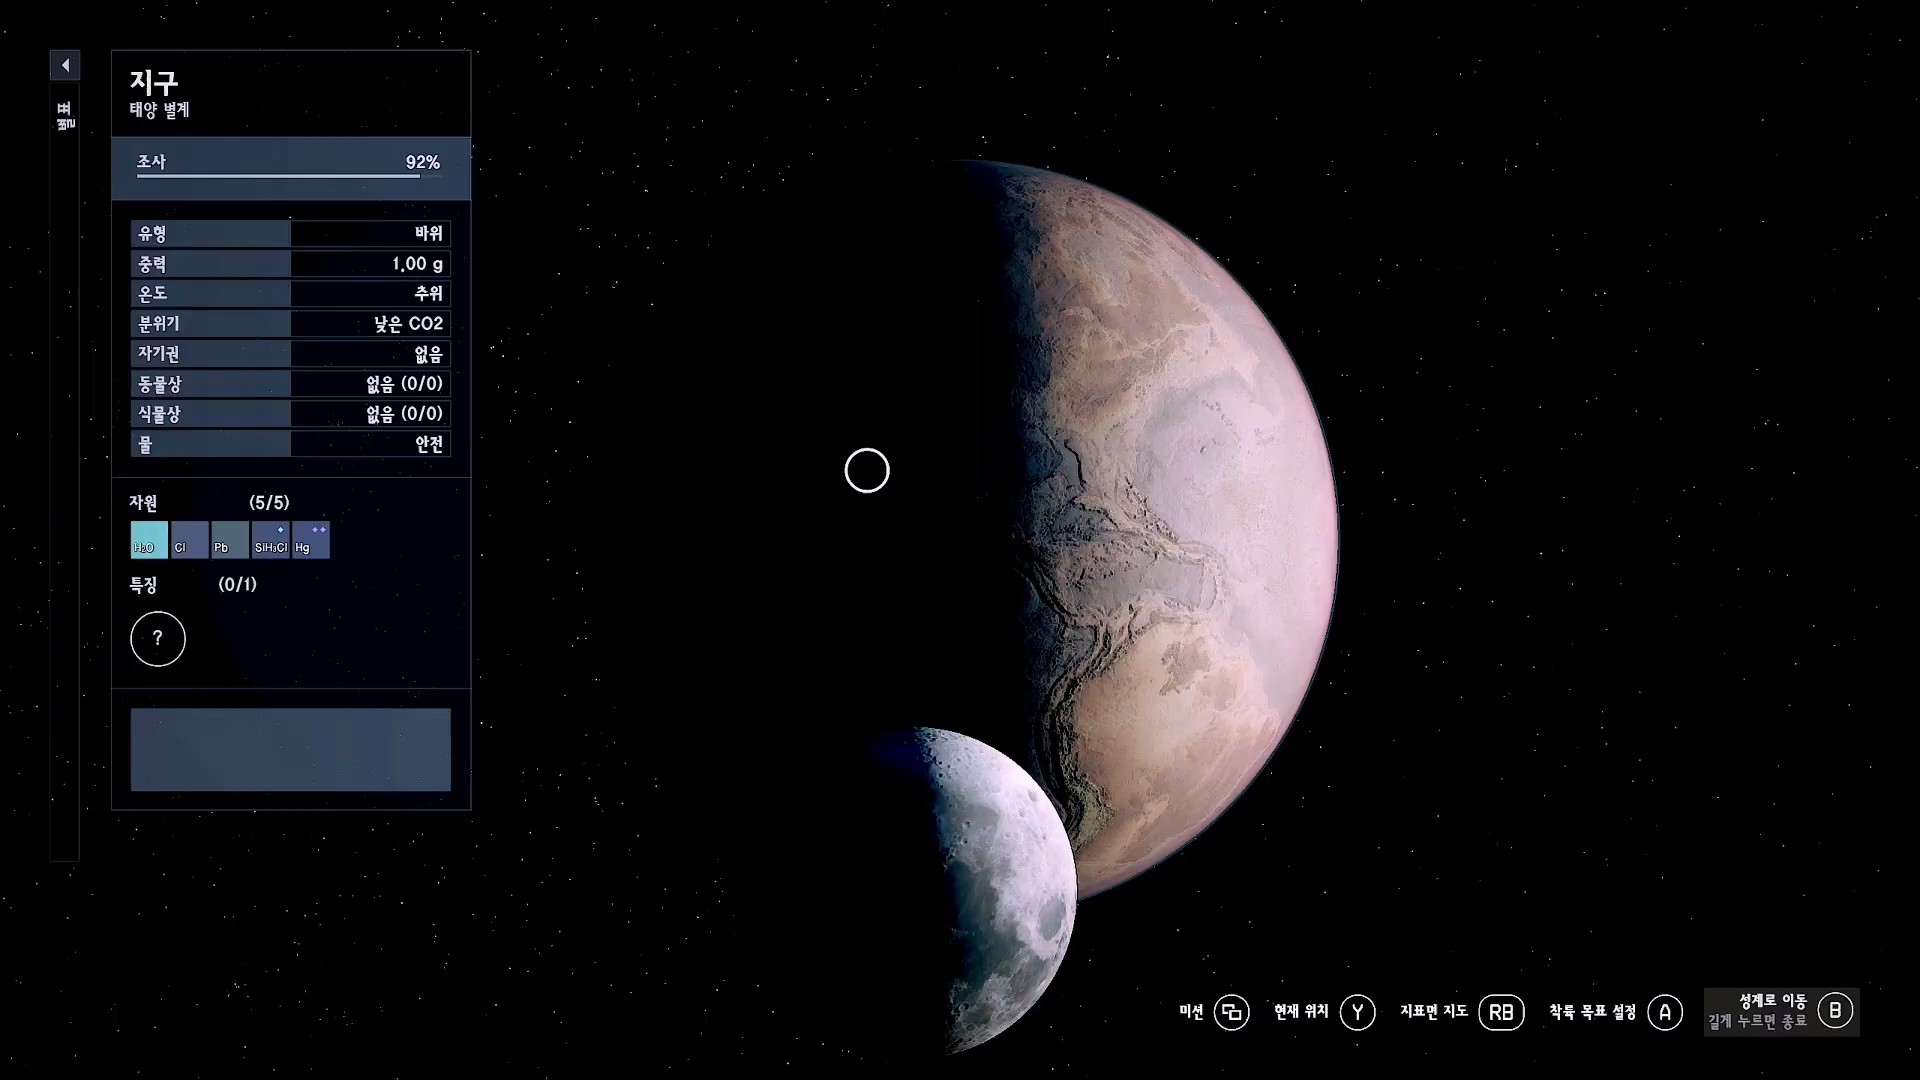 지구
태양 별계
범례
조사 92%
유형 바위
중력 1.00 g
온도 추위
분위기 낮은 CO2
자기권 없음
동물상 없음 (0/0)
식물상 없음 (0/0)
물 안전
자원 (5/5)
H₂O Cl Pb SiH₃Cl Hg
특징 (0/1)
?
미션 현재 위치 Y 지표면 지도 RB 착륙 목표 설정 A 성계로 이동 B
길게 누르면 종료